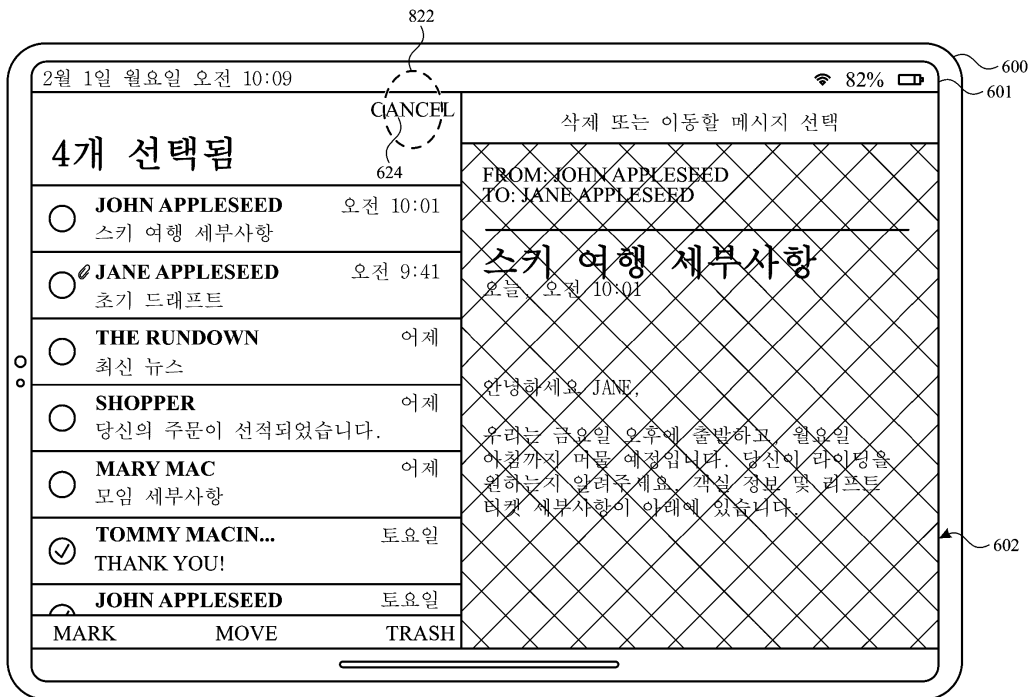 822
600
2월 1일 월요일 오전 10:09
82%
601
CANCEL
삭제 또는 이동할 메시지 선택
4개 선택됨
624
FROM: JOHN APPLESEED
TO: JANE APPLESEED
JOHN APPLESEED 오전 10:01
스키 여행 세부사항
JANE APPLESEED 오전 9:41
초기 드래프트
THE RUNDOWN 어제
최신 뉴스
SHOPPER 어제
당신의 주문이 선적되었습니다.
MARY MAC 어제
모임 세부사항
TOMMY MACIN... 토요일
THANK YOU!
JOHN APPLESEED 토요일
MARK MOVE TRASH
스키 여행 세부사항
오늘, 오전 10:01
안녕하세요 JANE,
우리는 금요일 오후에 출발하고, 월요일
아침까지 머물 예정입니다. 당신이 라이딩을
원하는지 알려주세요. 객실 정보 및 리프트
티켓 세부사항이 아래에 있습니다.
602